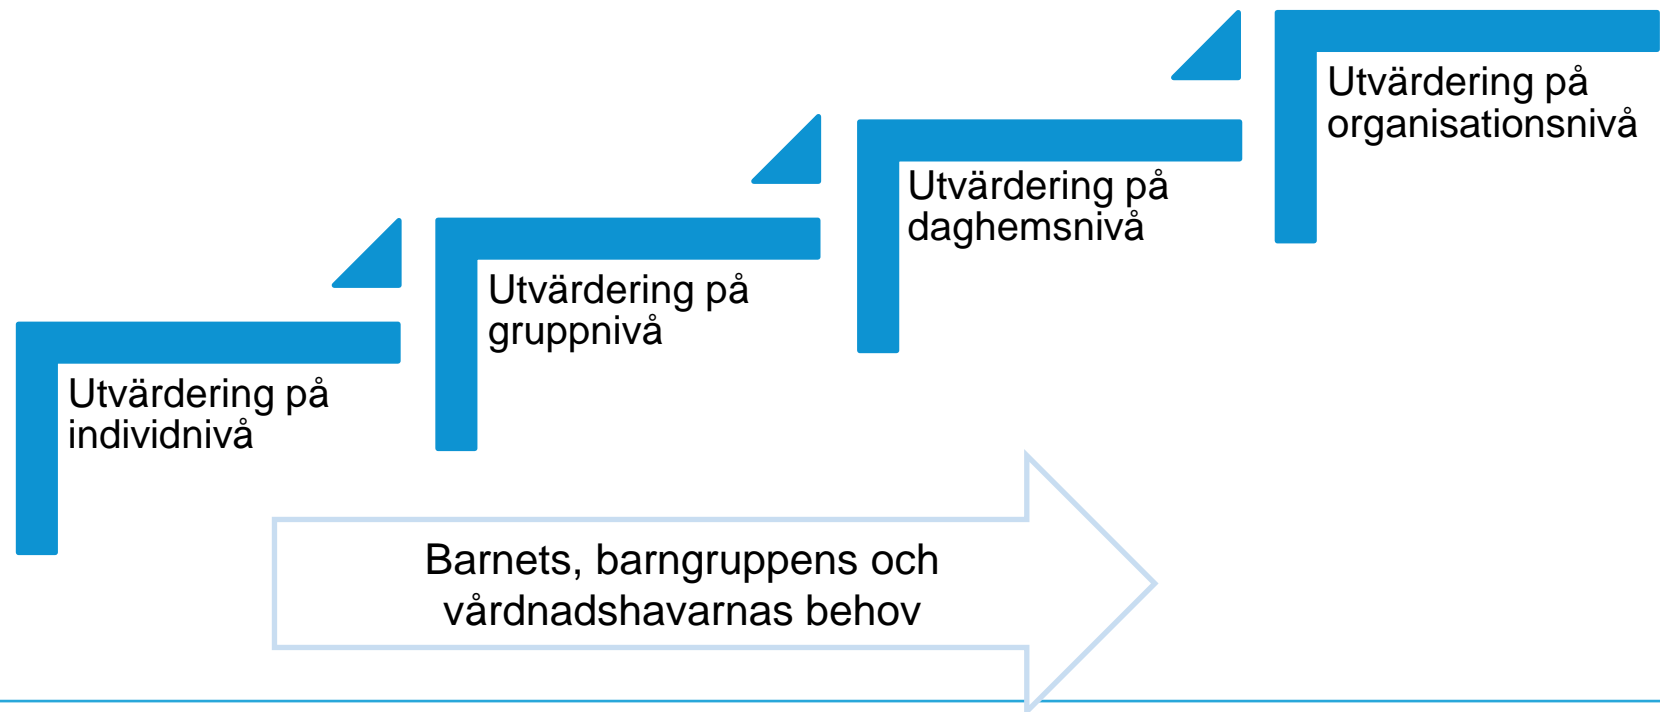 Utvärdering på
individnivå
Utvärdering på
gruppnivå
Utvärdering på
daghemsnivå
Utvärdering på
organisationsnivå
Barnets, barngruppens och
vårdnadshavarnas behov